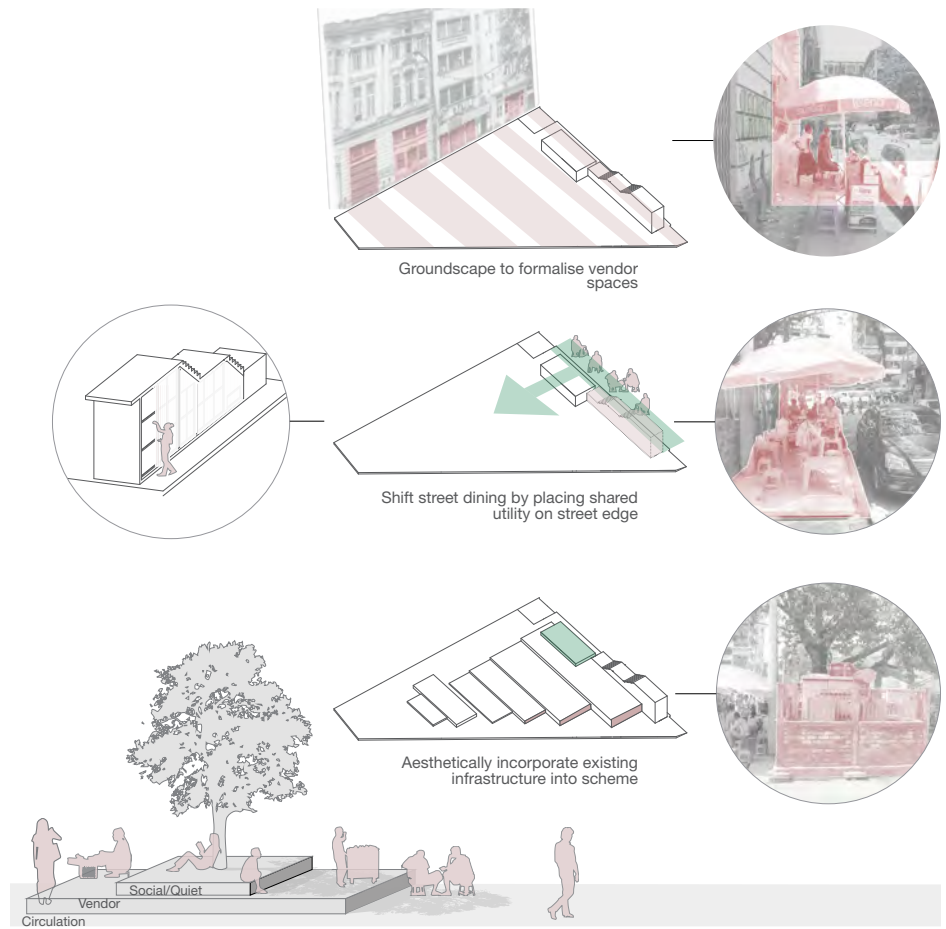 Groundscape to formalise vendor
spaces
Shift street dining by placing shared
utility on street edge
Aesthetically incorporate existing
infrastructure into scheme
Social/Quiet
Vendor
Circulation